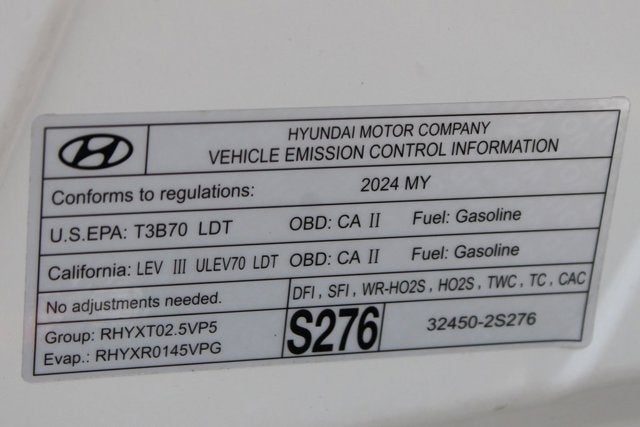 HYUNDAI MOTOR COMPANY
VEHICLE EMISSION CONTROL INFORMATION
Conforms to regulations: 2024 MY
U.S.EPA: T3B70 LDT OBD: CA II Fuel: Gasoline
California: LEV III ULEV70 LDT OBD: CA II Fuel: Gasoline
No adjustments needed. DFI , SFI , WR-HO2S , HO2S , TWC , TC , CAC
Group: RHYXT02.5VP5
Evap.: RHYXR0145VPG
S276
32450-2S276